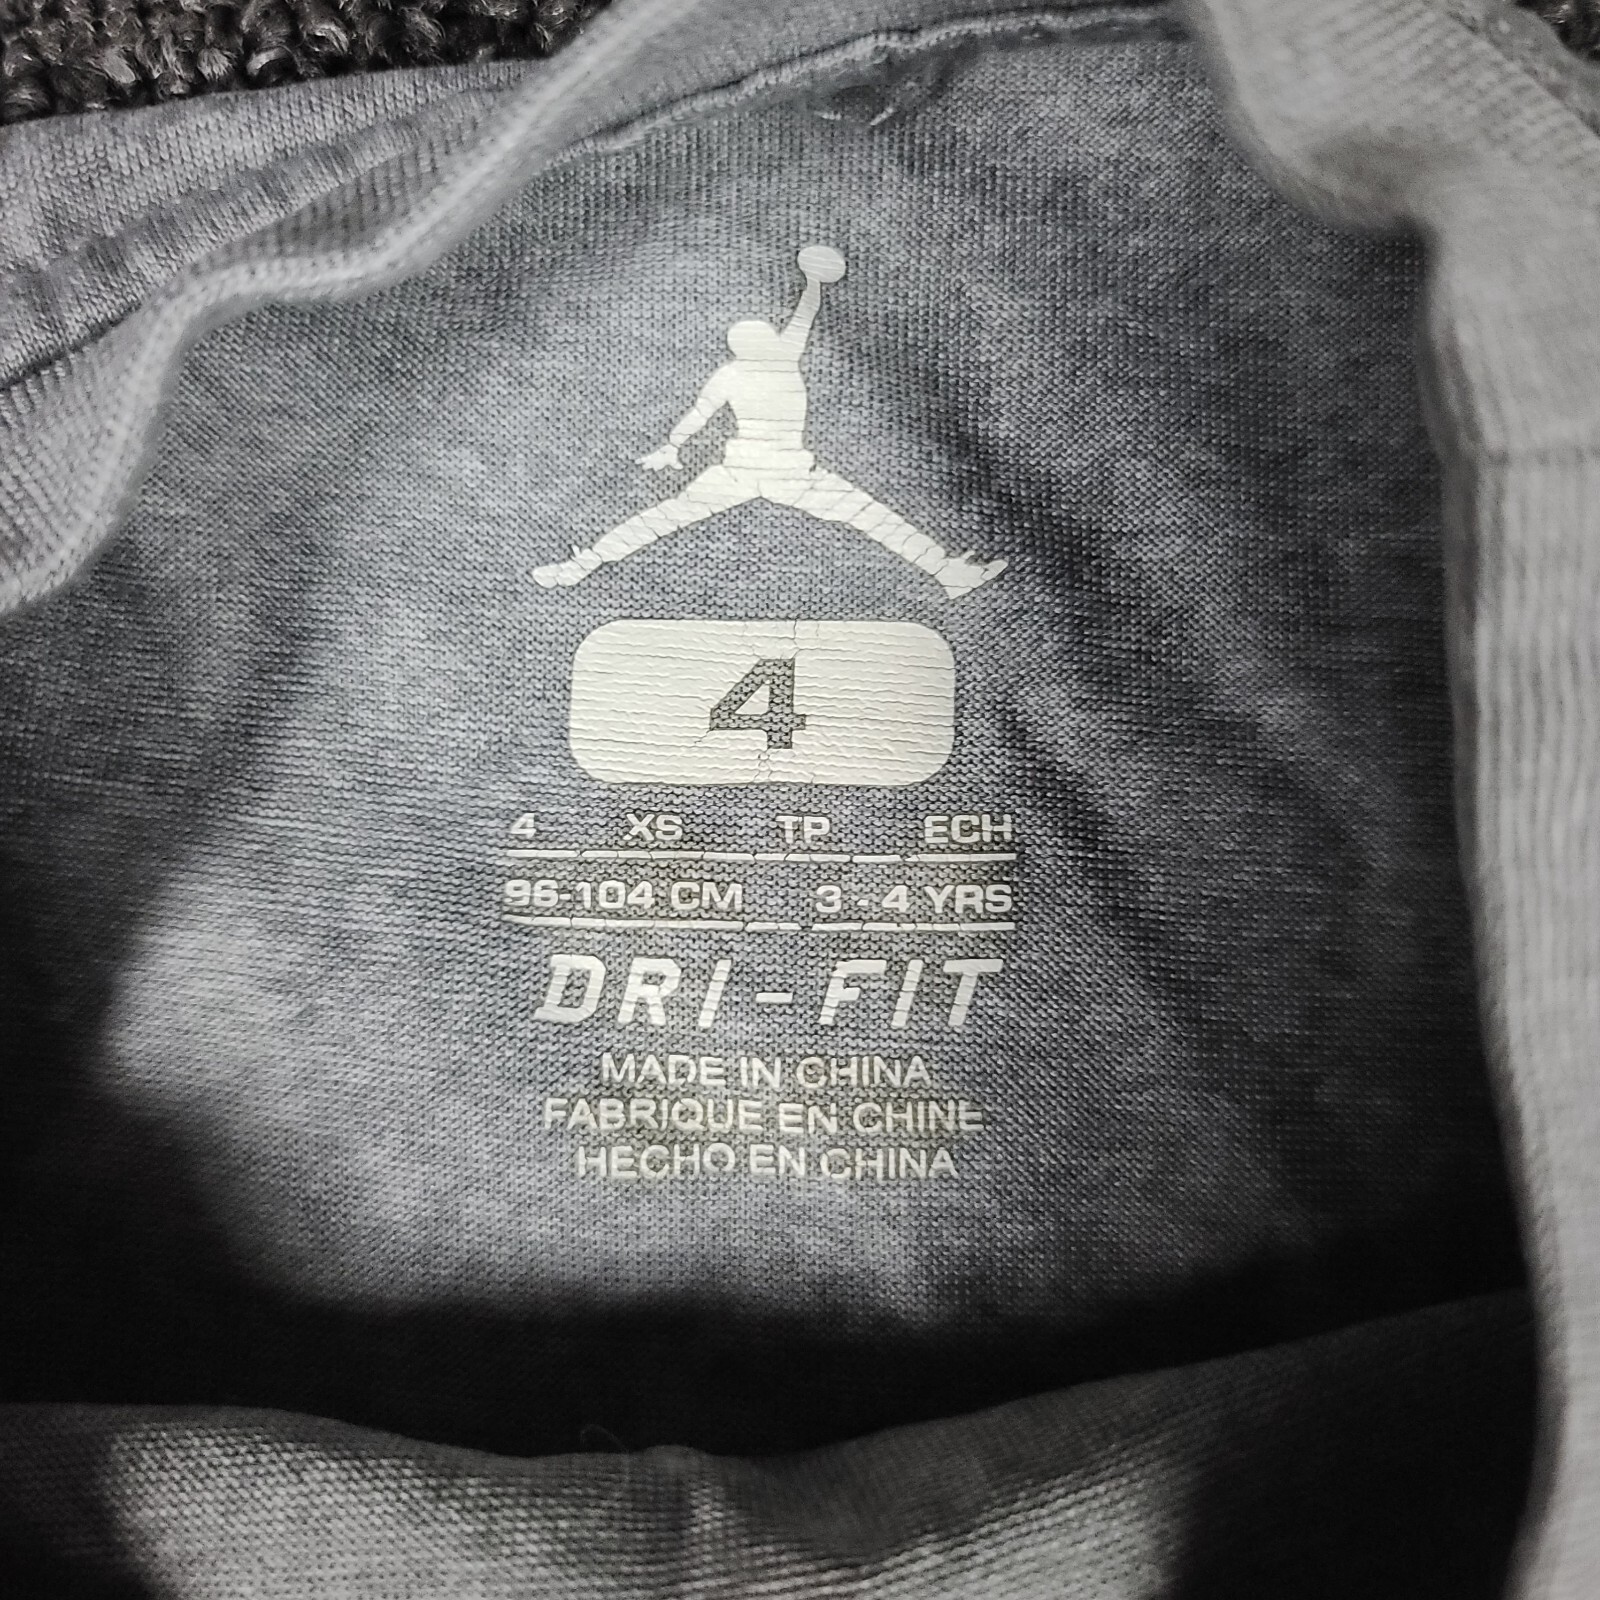 4
4 XS TP ECH
96-104 CM 3 - 4 YRS
DRI-FIT
MADE IN CHINA
FABRIQUE EN CHINE
HECHO EN CHINA